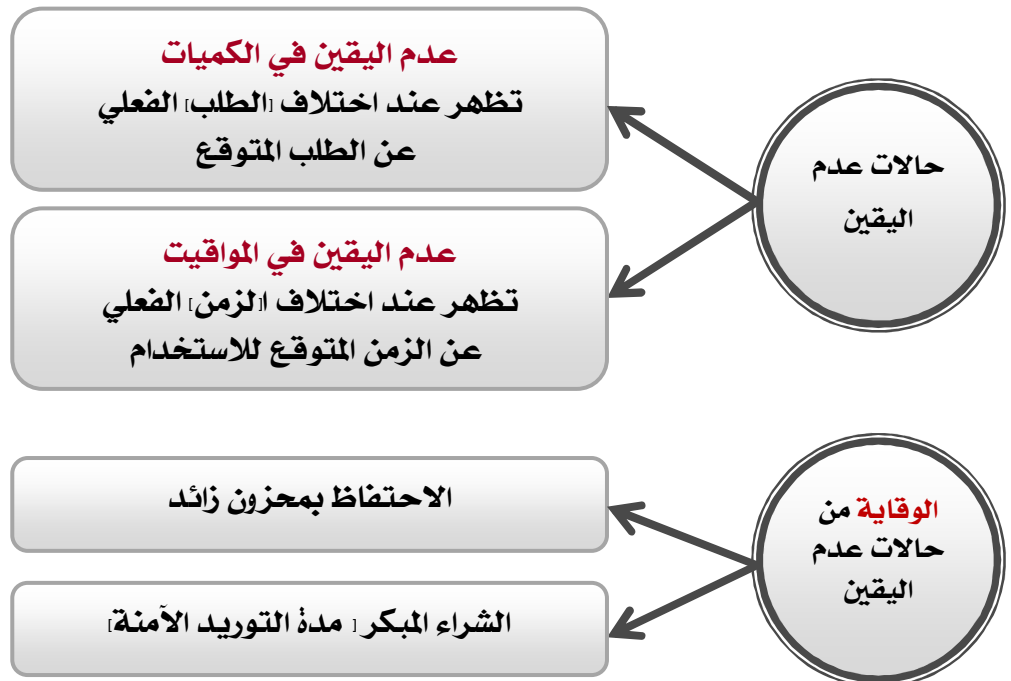 حالات عدم
اليقين
عدم اليقين في الكميات
تظهر عند اختلاف [الطلب] الفعلي
عن الطلب المتوقع
عدم اليقين في المواقيت
تظهر عند اختلاف [الزمن] الفعلي
عن الزمن المتوقع للاستخدام
الوقاية من
حالات عدم
اليقين
الاحتفاظ بمحزون زائد
الشراء المبكر [ مدة التوريد الآمنة]